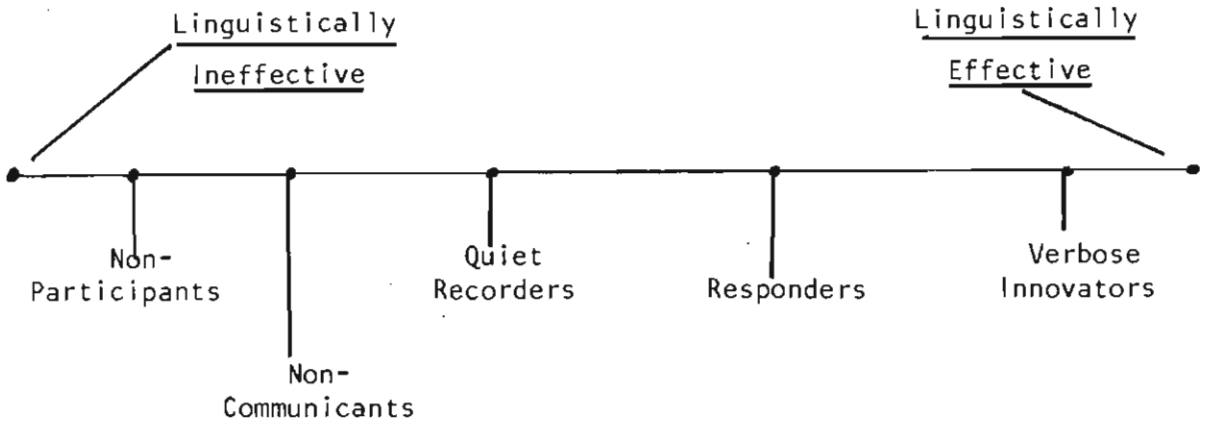 Linguistically
Ineffective
Linguistically
Effective
Non-
Participants
Non-
Communicants
Quiet
Recorders
Responders
Verbose
Innovators